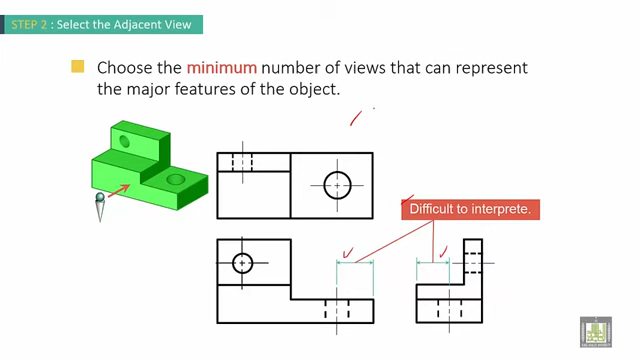 STEP 2 : Select the Adjacent View
Choose the minimum number of views that can represent
the major features of the object.
Difficult to interprete.